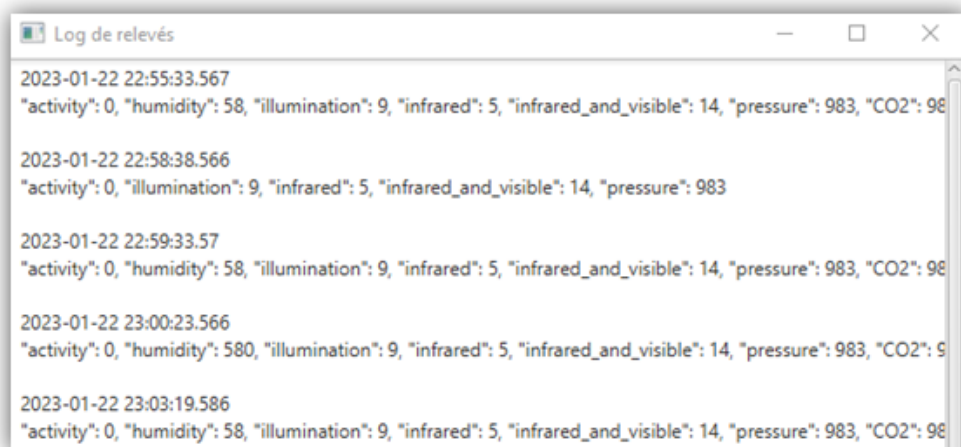 Log de relevés
2023-01-22 22:55:33.567
"activity": 0, "humidity": 58, "illumination": 9, "infrared": 5, "infrared_and_visible": 14, "pressure": 983, "CO2": 98
2023-01-22 22:58:38.566
"activity": 0, "illumination": 9, "infrared": 5, "infrared_and_visible": 14, "pressure": 983
2023-01-22 22:59:33.57
"activity": 0, "humidity": 58, "illumination": 9, "infrared": 5, "infrared_and_visible": 14, "pressure": 983, "CO2": 98
2023-01-22 23:00:23.566
"activity": 0, "humidity": 580, "illumination": 9, "infrared": 5, "infrared_and_visible": 14, "pressure": 983, "CO2": 9
2023-01-22 23:03:19.586
"activity": 0, "humidity": 58, "illumination": 9, "infrared": 5, "infrared_and_visible": 14, "pressure": 983, "CO2": 98